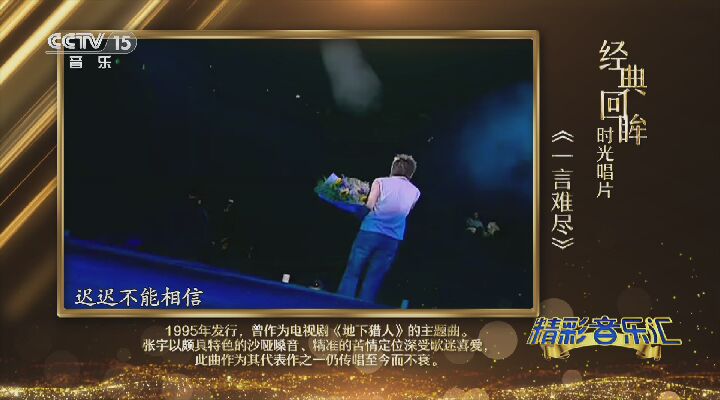 CCTV 15
音乐
经典回眸
时光唱片
《一言难尽》
迟迟不能相信
1995年发行，曾作为电视剧《地下猎人》的主题曲。
张宇以颇具特色的沙哑嗓音、精准的苦情定位深受歌迷喜爱，
此曲作为其代表作之一仍传唱至今而不衰。
精彩音乐汇